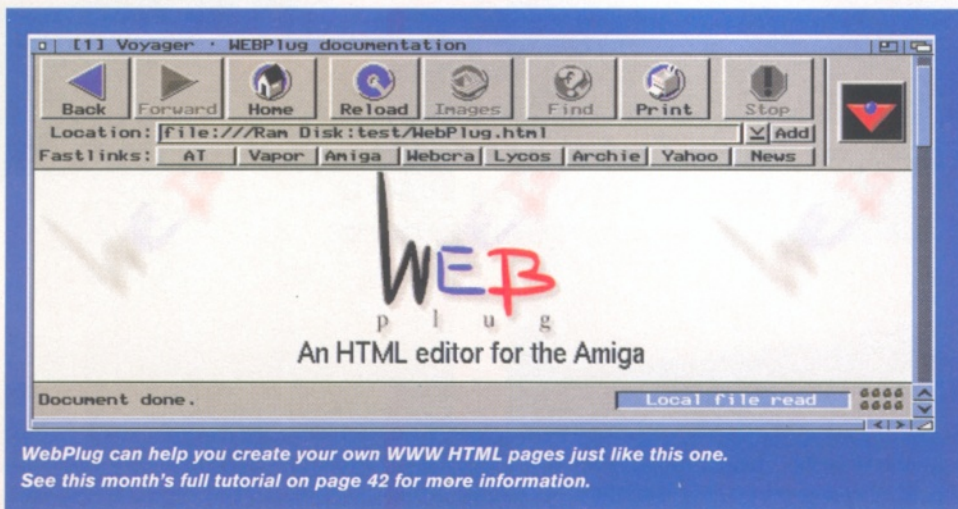 [1] Voyager · WEBPlug documentation
Back Forward Home Reload Images Find Print Stop
Location: file:///Ram Disk:test/WebPlug.html Add
Fastlinks: AT Vapor Amiga Webcra Lycos Archie Yahoo News
WEB
plug
An HTML editor for the Amiga
Document done. Local file read
WebPlug can help you create your own WWW HTML pages just like this one.
See this month's full tutorial on page 42 for more information.